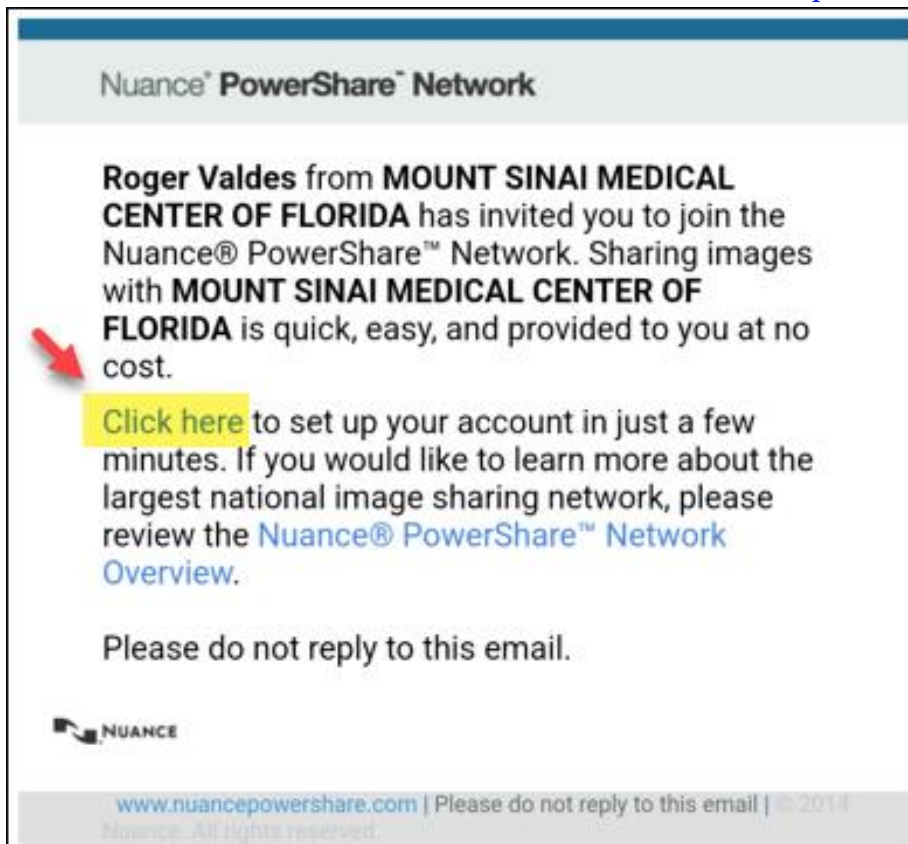 Nuance® PowerShare™ Network
Roger Valdes from MOUNT SINAI MEDICAL
CENTER OF FLORIDA has invited you to join the
Nuance® PowerShare™ Network. Sharing images
with MOUNT SINAI MEDICAL CENTER OF
FLORIDA is quick, easy, and provided to you at no
cost.
Click here to set up your account in just a few
minutes. If you would like to learn more about the
largest national image sharing network, please
review the Nuance® PowerShare™ Network
Overview.
Please do not reply to this email.
NUANCE
www.nuancepowershare.com | Please do not reply to this email | © 2014
Nuance. All rights reserved.